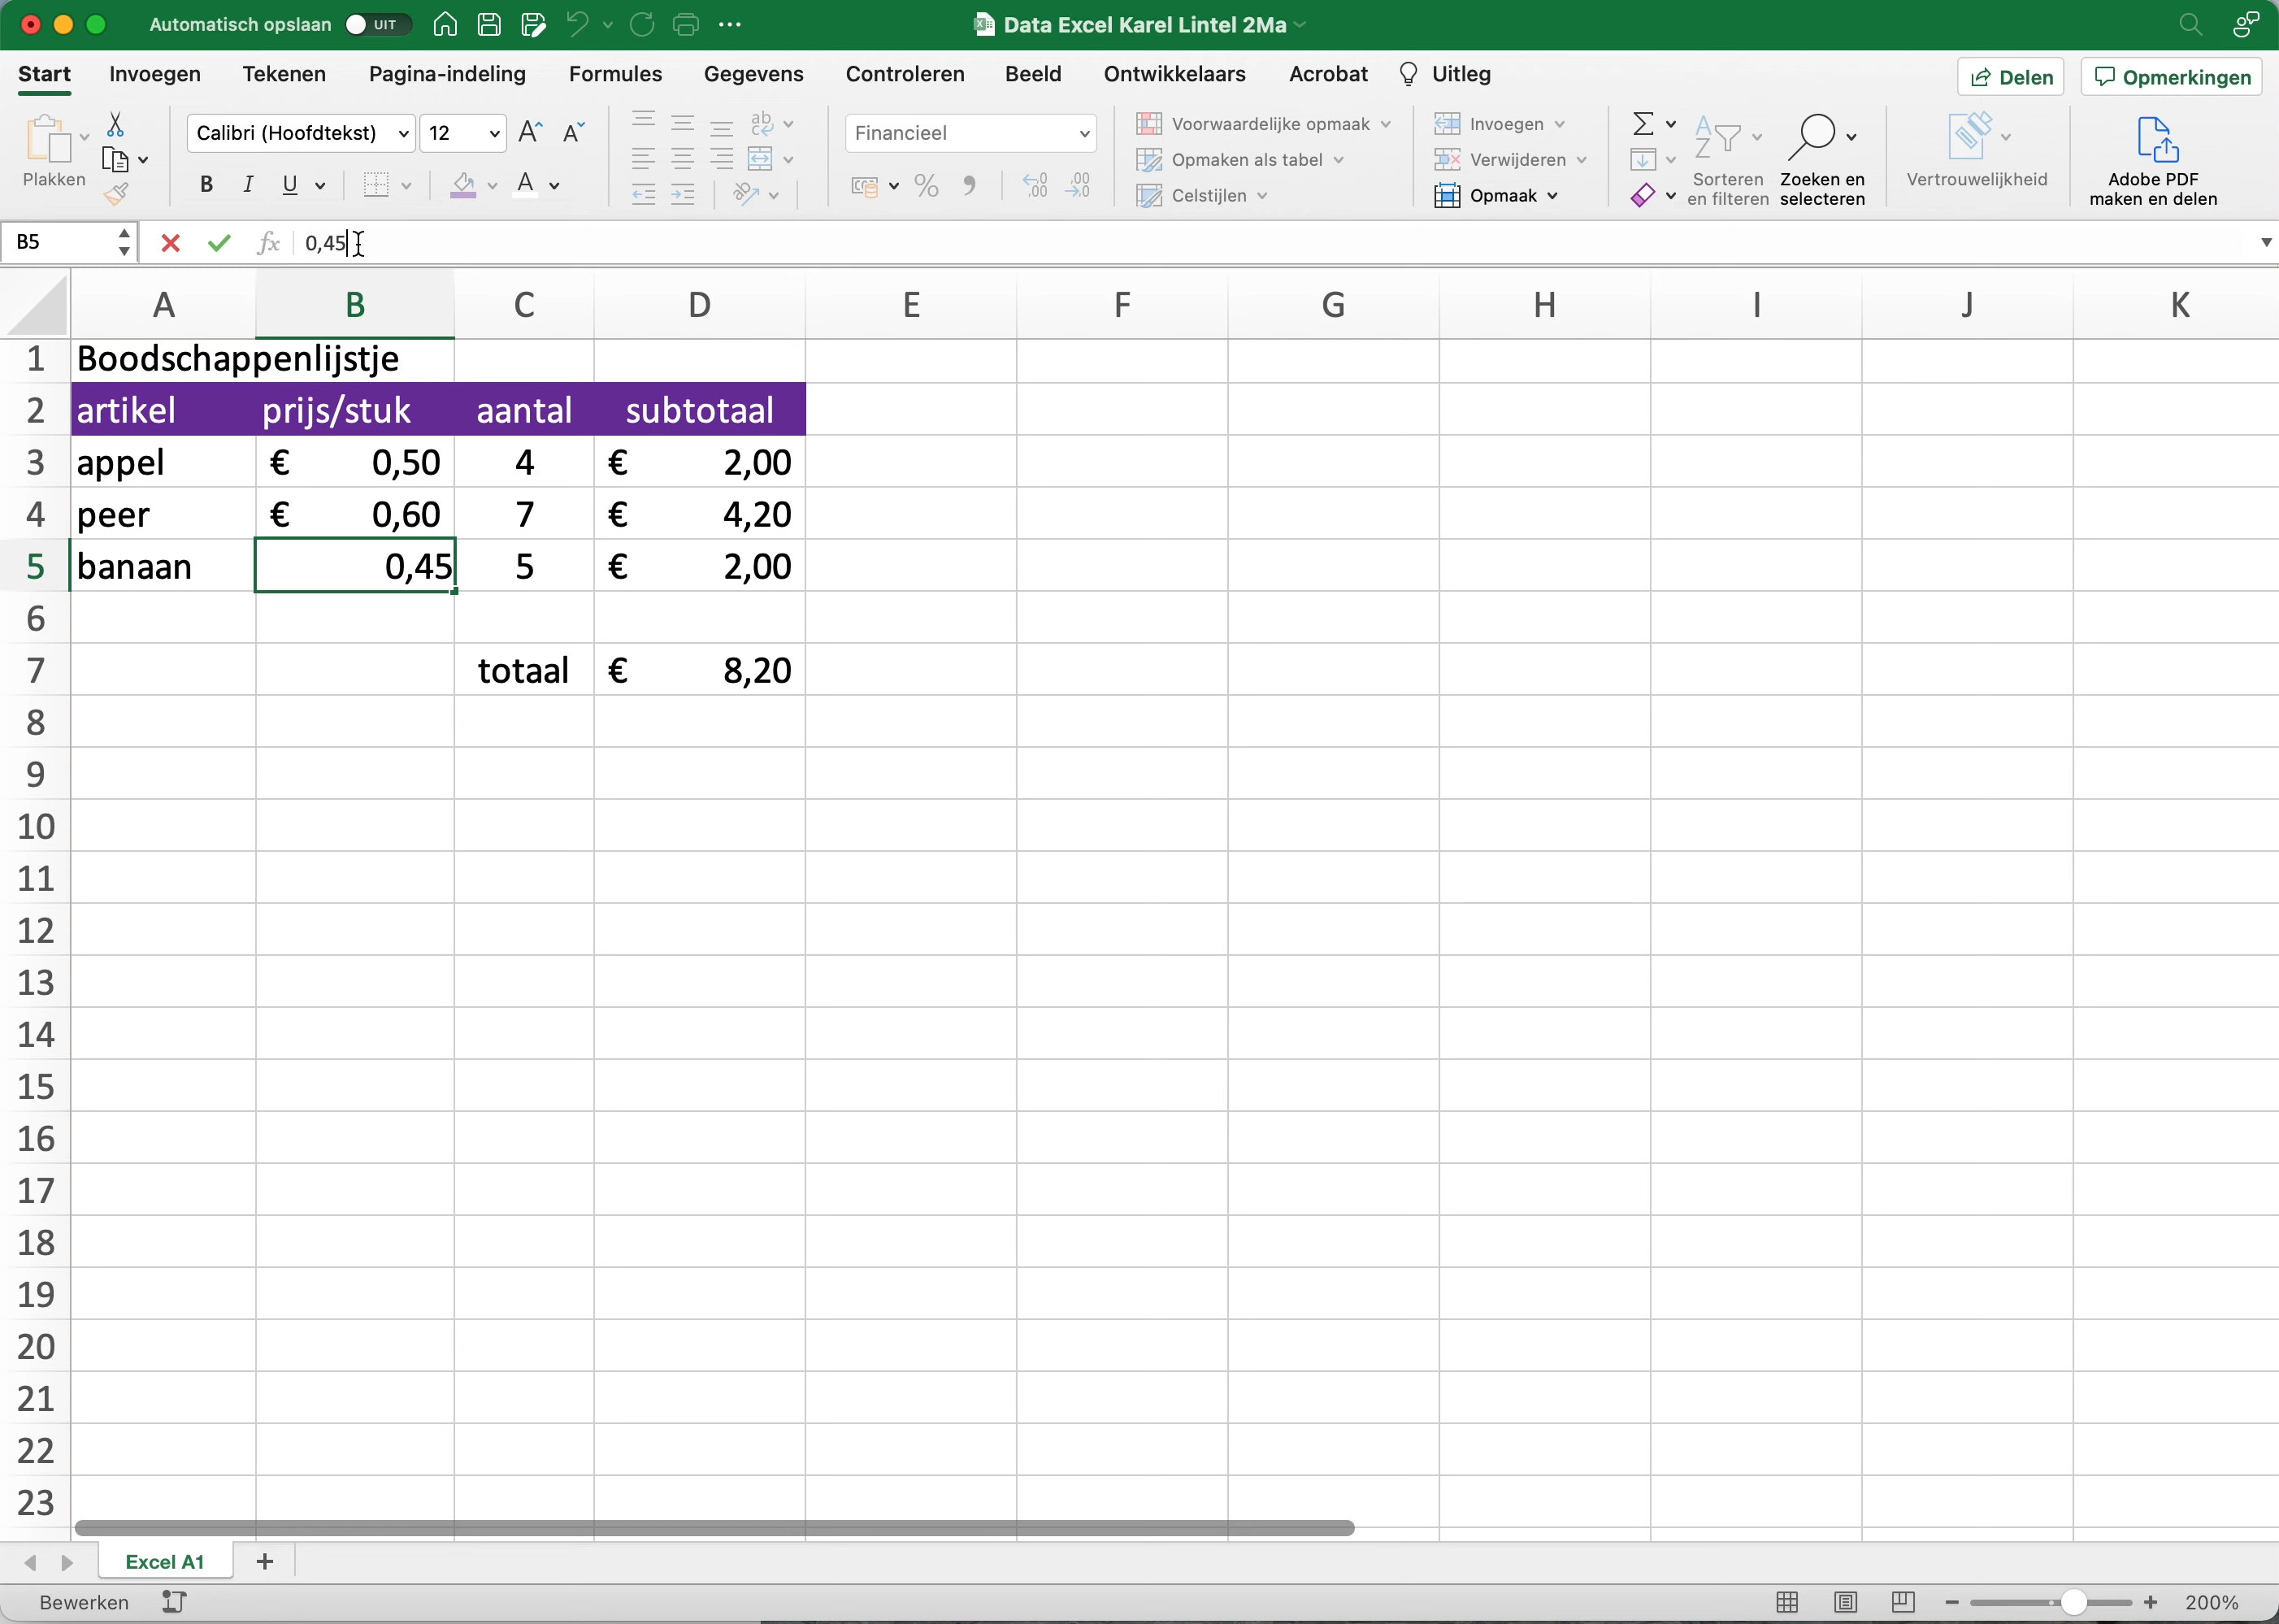 Automatisch opslaan UIT Data Excel Karel Lintel 2Ma
Start Invoegen Tekenen Pagina-indeling Formules Gegevens Controleren Beeld Ontwikkelaars Acrobat Uitleg Delen Opmerkingen
Plakken
Calibri (Hoofdtekst) 12
B I U A
Financieel
Voorwaardelijke opmaak
Opmaken als tabel
Celstijlen
Invoegen
Verwijderen
Opmaak
Sorteren en filteren
Zoeken en selecteren
Vertrouwelijkheid
Adobe PDF maken en delen
B5 fx 0,45
A B C D E F G H I J K
1 Boodschappenlijstje
2 artikel prijs/stuk aantal subtotaal
3 appel € 0,50 4 € 2,00
4 peer € 0,60 7 € 4,20
5 banaan 0,45 5 € 2,00
6
7 totaal € 8,20
8
9
10
11
12
13
14
15
16
17
18
19
20
21
22
23
Excel A1 +
Bewerken 200%